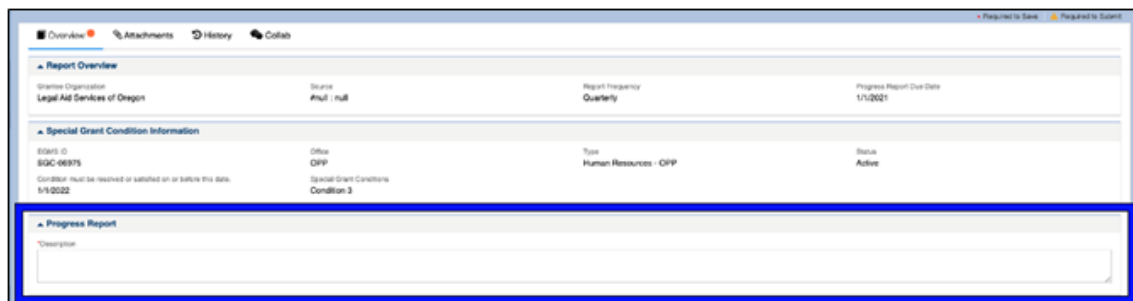 * Required to Save Required to Submit
Overview Attachments History Collab
Report Overview
Grantee Organization Source Report Frequency Progress Report Due Date
Legal Aid Services of Oregon #null : null Quarterly 1/1/2021
Special Grant Condition Information
EGMS ID Office Type Status
SGC-06975 OPP Human Resources - OPP Active
Condition must be resolved or satisfied on or before this date. Special Grant Conditions
1/1/2022 Condition 3
Progress Report
*Description